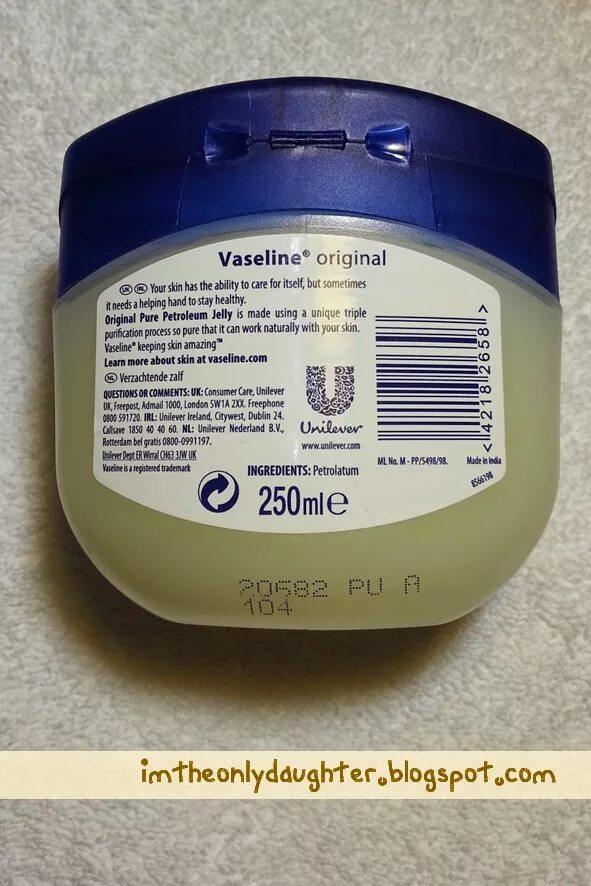 Vaseline® original
UK IRL Your skin has the ability to care for itself, but sometimes
it needs a helping hand to stay healthy.
Original Pure Petroleum Jelly is made using a unique triple
purification process so pure that it can work naturally with your skin.
Vaseline® keeping skin amazing™
Learn more about skin at vaseline.com
NL Verzachtende zalf
QUESTIONS OR COMMENTS: UK: Consumer Care, Unilever
UK, Freepost, Admail 1000, London SW1A 2XX. Freephone
0800 591720. IRL: Unilever Ireland, Citywest, Dublin 24.
Callsave 1850 40 40 60. NL: Unilever Nederland B.V.,
Rotterdam bel gratis 0800-0991197.
Unilever Dept ER Wirral CH63 3JW UK
Vaseline is a registered trademark
Unilever
www.unilever.com
<42182658>
ML No. M - PP/5498/98.
Made in India
8566198
INGREDIENTS: Petrolatum
250ml e
20582 PU A
104
imtheonlydaughter.blogspot.com